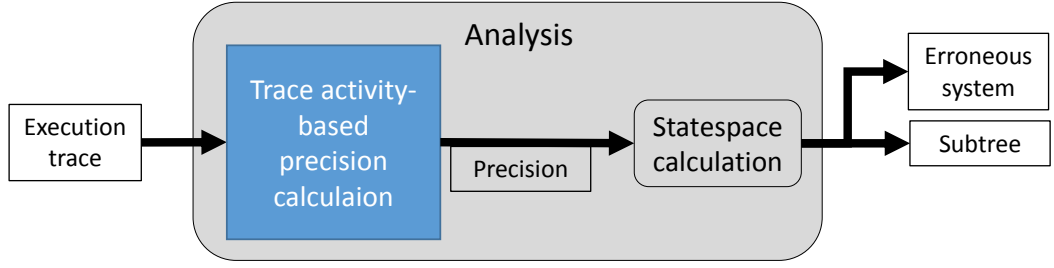 Analysis
Execution
trace
Trace activity-
based
precision
calculaion
Precision
Statespace
calculation
Erroneous
system
Subtree